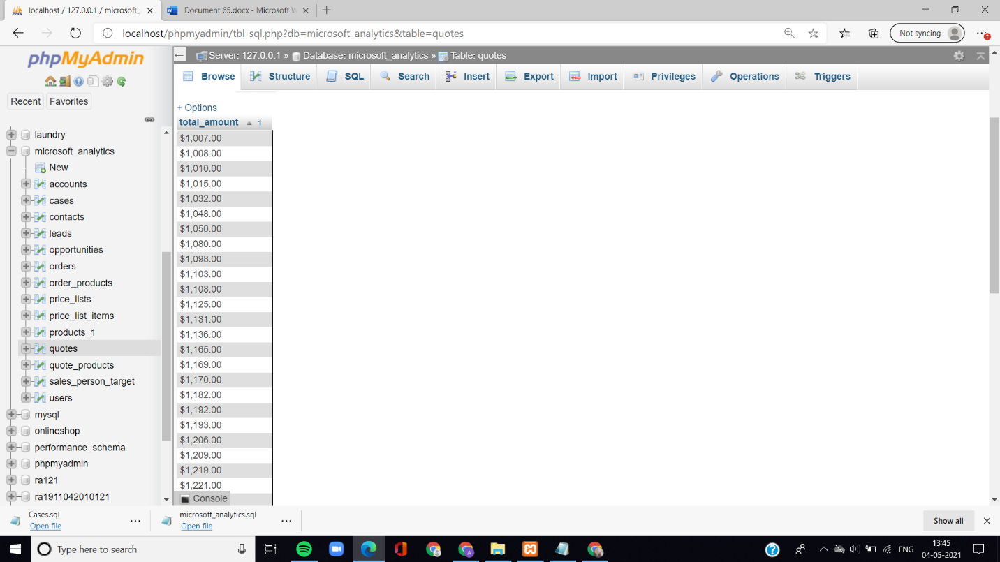 localhost / 127.0.0.1 / microsoft_
Document 65.docx - Microsoft W
localhost/phpmyadmin/tbl_sql.php?db=microsoft_analytics&table=quotes
Not syncing
phpMyAdmin
Recent
Favorites
laundry
microsoft_analytics
New
accounts
cases
contacts
leads
opportunities
orders
order_products
price_lists
price_list_items
products_1
quotes
quote_products
sales_person_target
users
mysql
onlineshop
performance_schema
phpmyadmin
ra121
ra1911042010121
Server: 127.0.0.1 » Database: microsoft_analytics » Table: quotes
Browse Structure SQL Search Insert Export Import Privileges Operations Triggers
+ Options
total_amount 1
$1,007.00
$1,008.00
$1,010.00
$1,015.00
$1,032.00
$1,048.00
$1,050.00
$1,080.00
$1,098.00
$1,103.00
$1,108.00
$1,125.00
$1,131.00
$1,136.00
$1,165.00
$1,169.00
$1,170.00
$1,182.00
$1,192.00
$1,193.00
$1,206.00
$1,209.00
$1,219.00
$1,221.00
Console
Cases.sql
Open file
microsoft_analytics.sql
Open file
Show all
Type here to search
ENG
13:45
04-05-2021